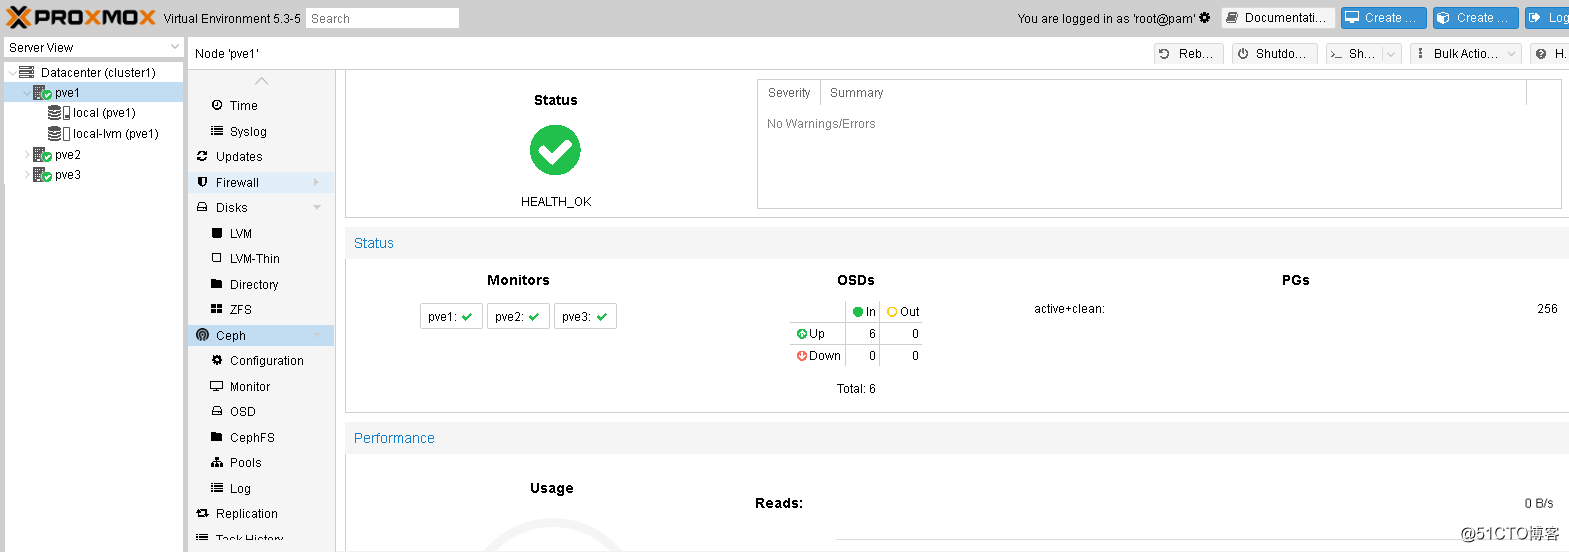 PROXMOX Virtual Environment 5.3-5 Search You are logged in as 'root@pam' Documentati... Create ... Create ... Log
Server View
Node 'pve1' Reb... Shutdo... Sh... Bulk Actio... H.
Datacenter (cluster1)
pve1
local (pve1)
local-lvm (pve1)
pve2
pve3
Time
Syslog
Updates
Firewall
Disks
LVM
LVM-Thin
Directory
ZFS
Ceph
Configuration
Monitor
OSD
CephFS
Pools
Log
Replication
Task History
Status
HEALTH_OK
Severity Summary
No Warnings/Errors
Status
Monitors
pve1: pve2: pve3:
OSDs
In Out
Up 6 0
Down 0 0
Total: 6
PGs
active+clean: 256
Performance
Usage
Reads: 0 B/s
@51CTO博客